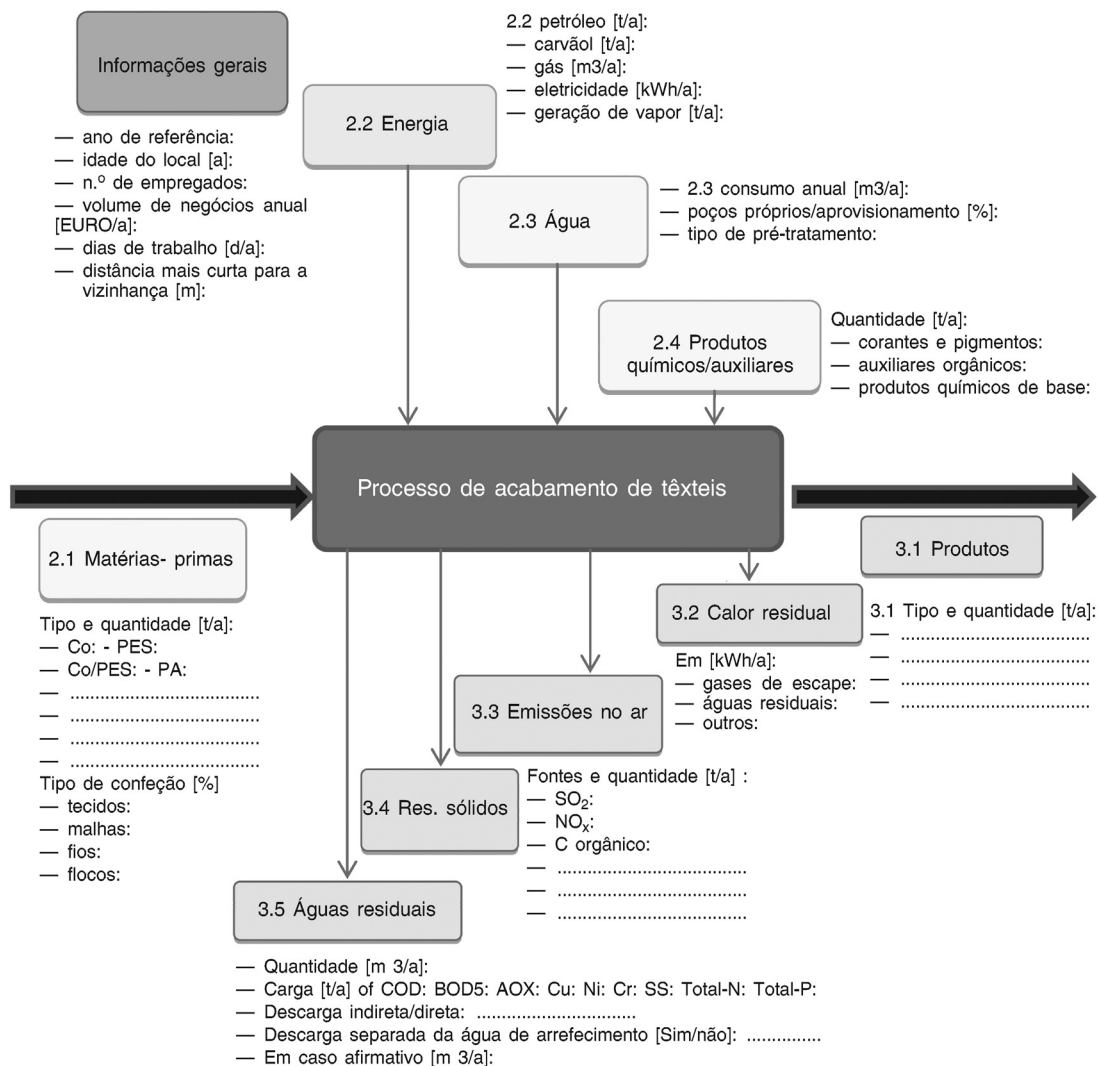 Informações gerais
— ano de referência:
— idade do local [a]:
— n.º de empregados:
— volume de negócios anual
[EURO/a]:
— dias de trabalho [d/a]:
— distância mais curta para a
vizinhança [m]:
2.2 Energia
2.2 petróleo [t/a]:
— carvãol [t/a]:
— gás [m3/a]:
— eletricidade [kWh/a]:
— geração de vapor [t/a]:
2.3 Água
— 2.3 consumo anual [m3/a]:
— poços próprios/aprovisionamento [%]:
— tipo de pré-tratamento:
2.4 Produtos
químicos/auxiliares
Quantidade [t/a]:
— corantes e pigmentos:
— auxiliares orgânicos:
— produtos químicos de base:
Processo de acabamento de têxteis
2.1 Matérias- primas
Tipo e quantidade [t/a]:
— Co: - PES:
— Co/PES: - PA:
— ......................................
— ......................................
— ......................................
— ......................................
Tipo de confeção [%]
— tecidos:
— malhas:
— fios:
— flocos:
3.1 Produtos
3.1 Tipo e quantidade [t/a]:
— ......................................
— ......................................
— ......................................
— ......................................
3.2 Calor residual
Em [kWh/a]:
— gases de escape:
— águas residuais:
— outros:
3.3 Emissões no ar
Fontes e quantidade [t/a] :
— SO2:
— NOx:
— C orgânico:
— ......................................
— ......................................
— ......................................
3.4 Res. sólidos
3.5 Águas residuais
— Quantidade [m 3/a]:
— Carga [t/a] of COD: BOD5: AOX: Cu: Ni: Cr: SS: Total-N: Total-P:
— Descarga indireta/direta: ................................
— Descarga separada da água de arrefecimento [Sim/não]: ...............
— Em caso afirmativo [m 3/a]: